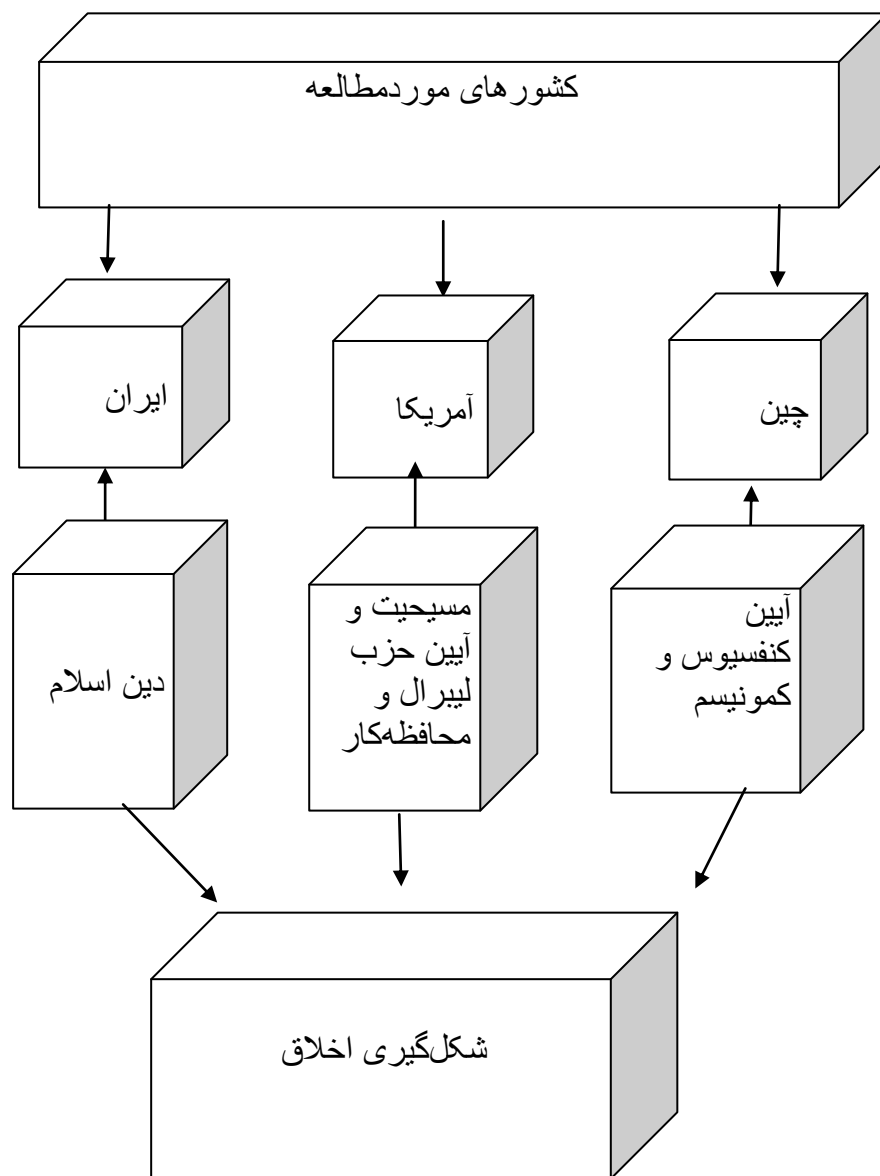 کشورهای موردمطالعه
چین
آمریکا
ایران
آیین
کنفسیوس و
کمونیسم
مسیحیت و
آیین حزب
لیبرال و
محافظه‌کار
دین اسلام
شکل‌گیری اخلاق